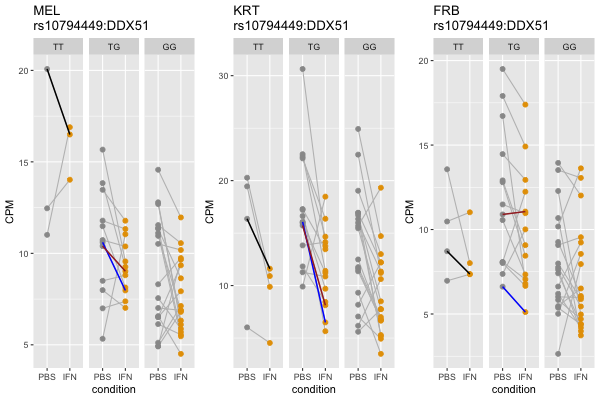 MEL
rs10794449:DDX51
TT TG GG
CPM
20
15
10
5
PBS IFN PBS IFN PBS IFN
condition
KRT
rs10794449:DDX51
TT TG GG
CPM
30
20
10
PBS IFN PBS IFN PBS IFN
condition
FRB
rs10794449:DDX51
TT TG GG
CPM
20
15
10
5
PBS IFN PBS IFN PBS IFN
condition